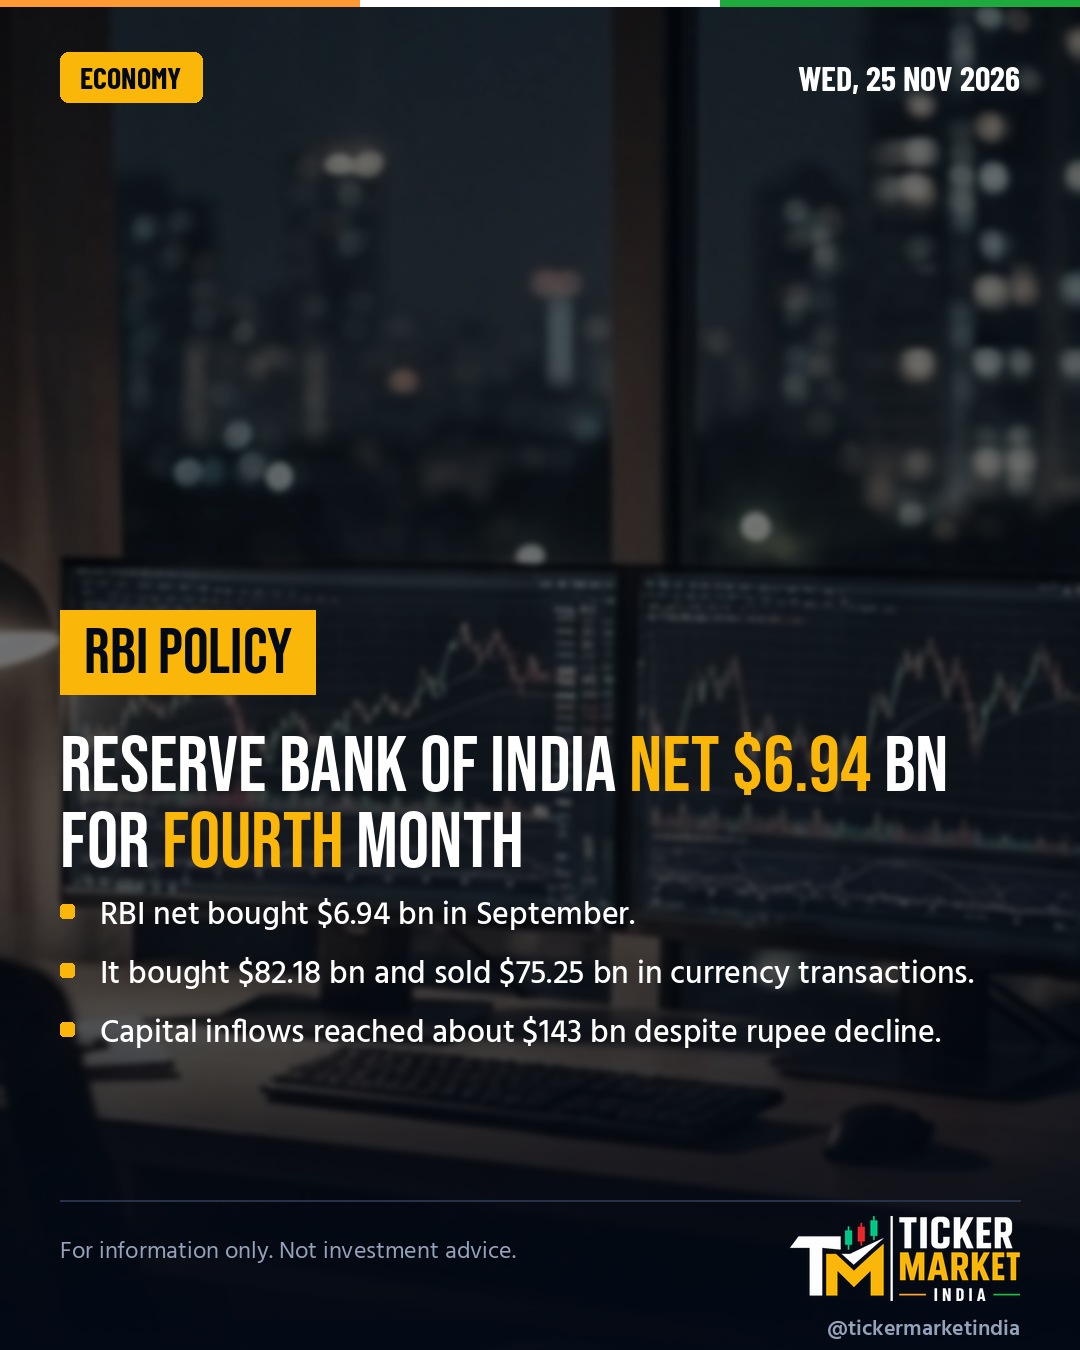 ECONOMY
WED, 25 NOV 2026
RBI POLICY
RESERVE BANK OF INDIA NET $6.94 BN
FOR FOURTH MONTH
RBI net bought $6.94 bn in September.
It bought $82.18 bn and sold $75.25 bn in currency transactions.
Capital inflows reached about $143 bn despite rupee decline.
For information only. Not investment advice.
TM
TICKER
MARKET
INDIA
@tickermarketindia